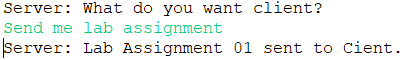 Server: What do you want client?
Send me lab assignment
Server: Lab Assignment 01 sent to Cient.